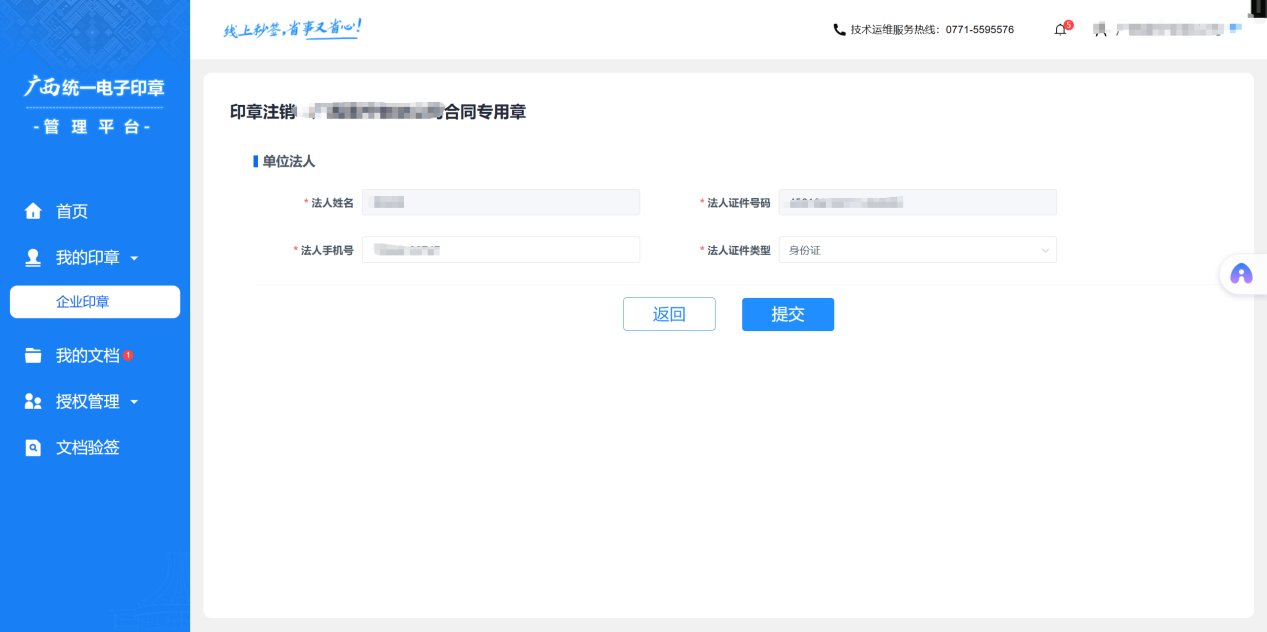 线上秒签,省事又省心!
技术运维服务热线: 0771-5595576
5
广西统一电子印章
-管理平台-
首页
我的印章
企业印章
我的文档 1
授权管理
文档验签
印章注销 合同专用章
单位法人
* 法人姓名
* 法人证件号码
* 法人手机号
* 法人证件类型 身份证
返回 提交